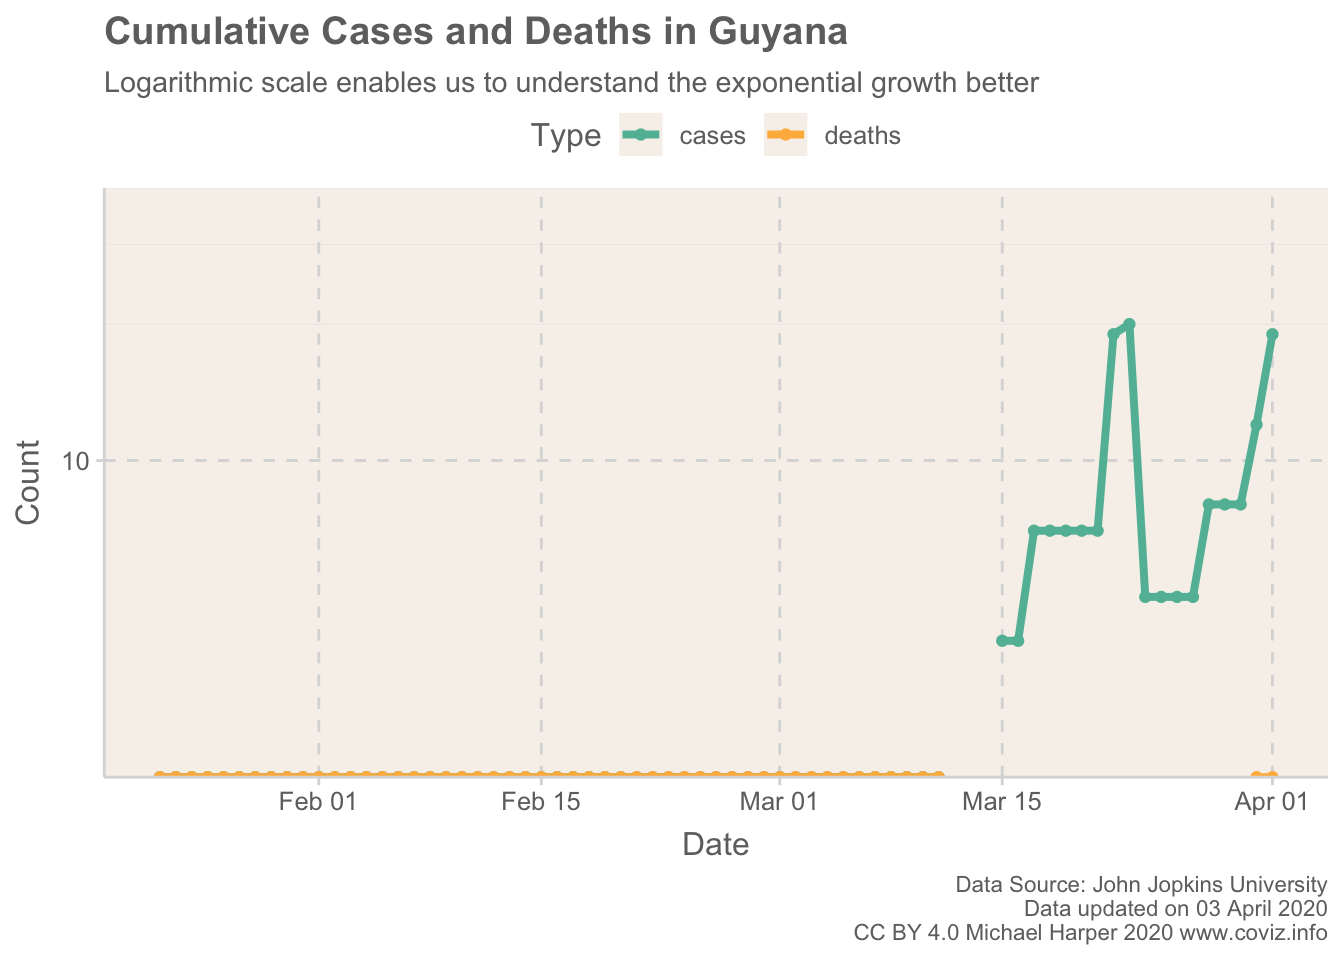 Cumulative Cases and Deaths in Guyana
Logarithmic scale enables us to understand the exponential growth better
Type cases deaths
Count
10
Feb 01 Feb 15 Mar 01 Mar 15 Apr 01
Date
Data Source: John Jopkins University
Data updated on 03 April 2020
CC BY 4.0 Michael Harper 2020 www.coviz.info